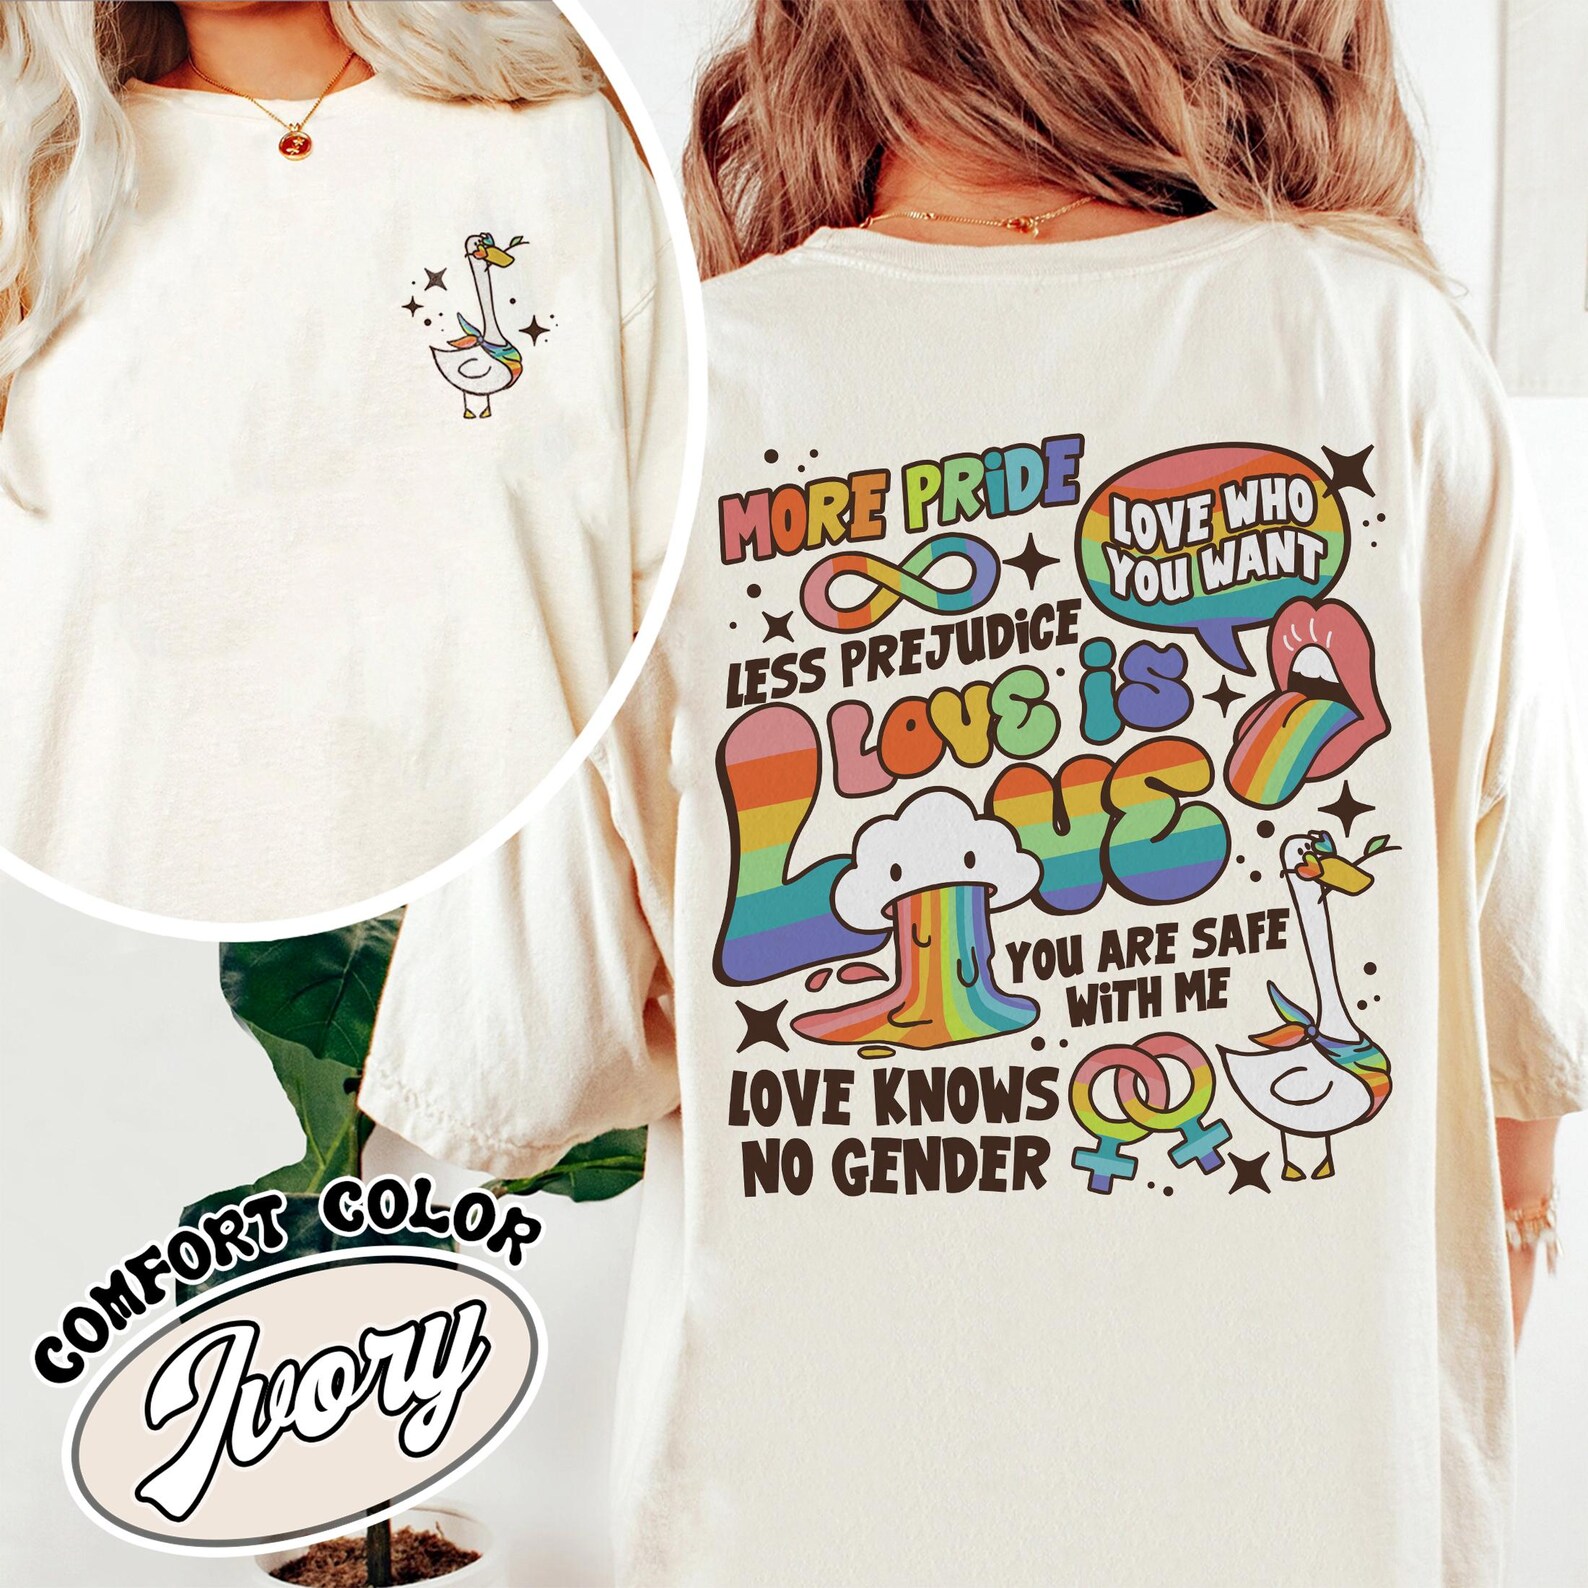 MORE PRiDE
LOVE WHO
YOU WANT
LESS PREJUDiCE
LOVE iS
LOVE
YOU ARE SAFE
WiTH ME
LOVE KNOWS
NO GENDER
COMFORT COLOR
Ivory